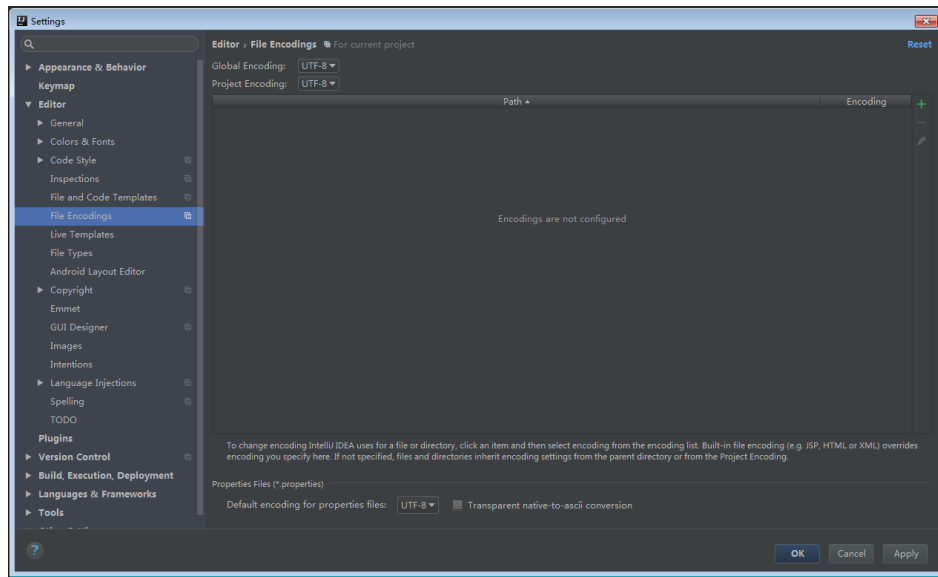 Settings
Editor › File Encodings For current project Reset
Global Encoding: UTF-8
Project Encoding: UTF-8
Path Encoding
Encodings are not configured
Appearance & Behavior
Keymap
Editor
General
Colors & Fonts
Code Style
Inspections
File and Code Templates
File Encodings
Live Templates
File Types
Android Layout Editor
Copyright
Emmet
GUI Designer
Images
Intentions
Language Injections
Spelling
TODO
Plugins
Version Control
Build, Execution, Deployment
Languages & Frameworks
Tools
To change encoding IntelliJ IDEA uses for a file or directory, click an item and then select encoding from the encoding list. Built-in file encoding (e.g. JSP, HTML or XML) overrides
encoding you specify here. If not specified, files and directories inherit encoding settings from the parent directory or from the Project Encoding.
Properties Files (*.properties)
Default encoding for properties files: UTF-8 Transparent native-to-ascii conversion
?
OK Cancel Apply